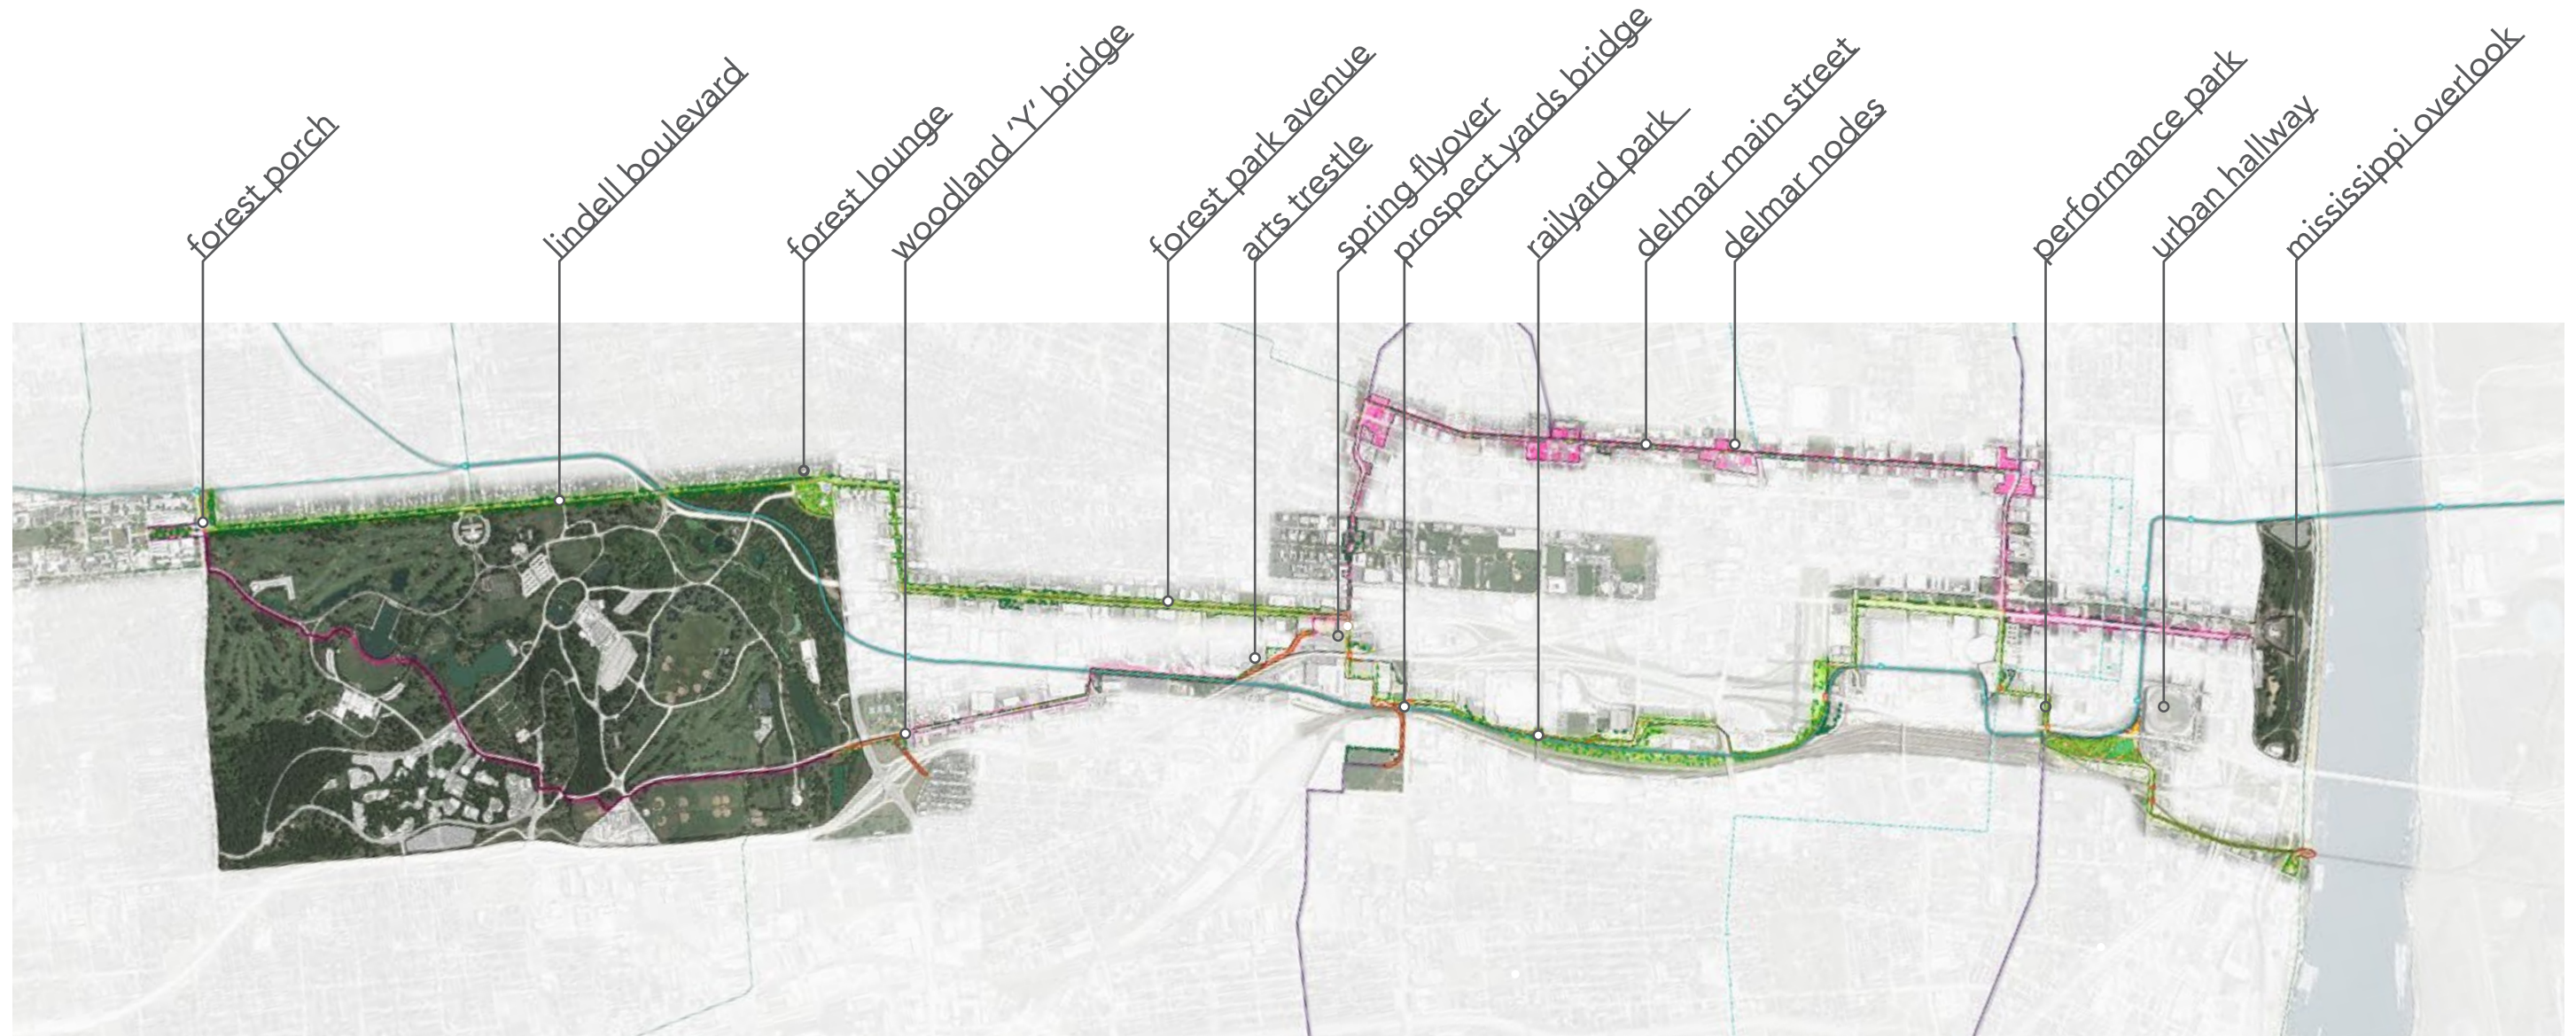 forest porch
lindell boulevard
forest lounge
woodland 'Y' bridge
forest park avenue
arts trestle
spring flyover
prospect yards bridge
railyard park
delmar main street
delmar nodes
performance park
urban hallway
mississippi overlook